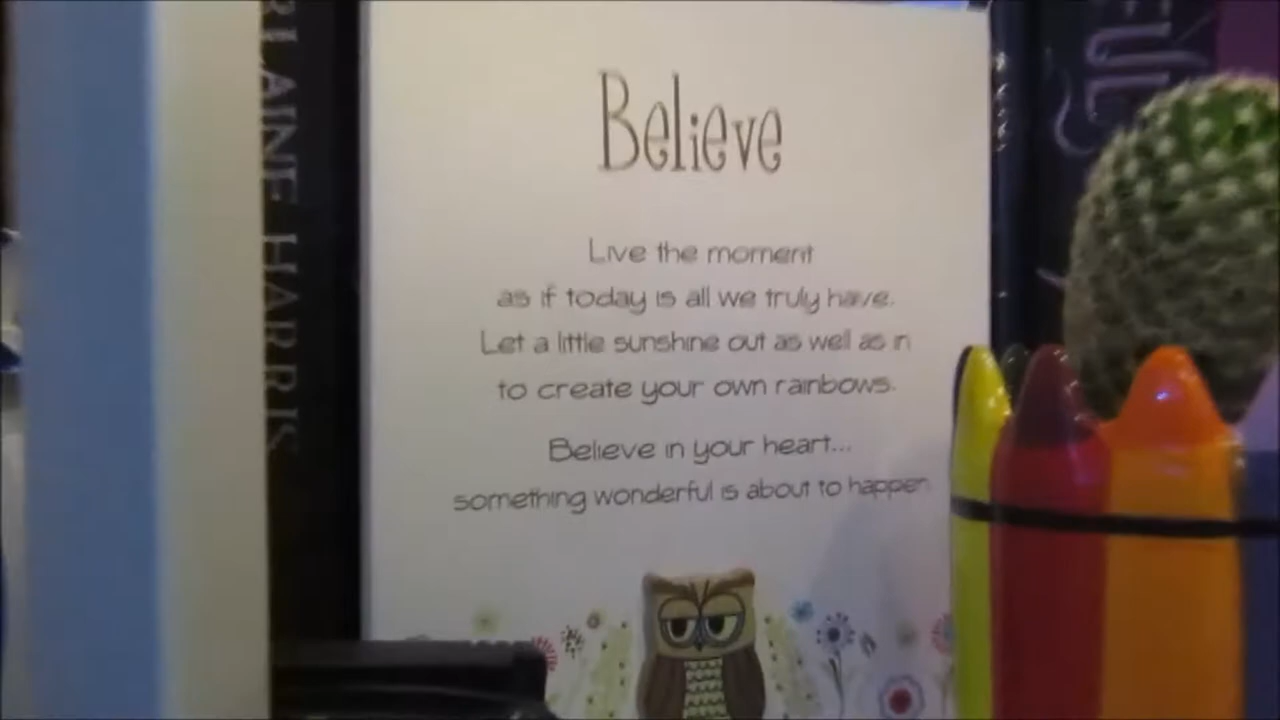 Believe
Live the moment
as if today is all we truly have.
Let a little sunshine out as well as in
to create your own rainbows.
Believe in your heart...
something wonderful is about to happen
HARRIS